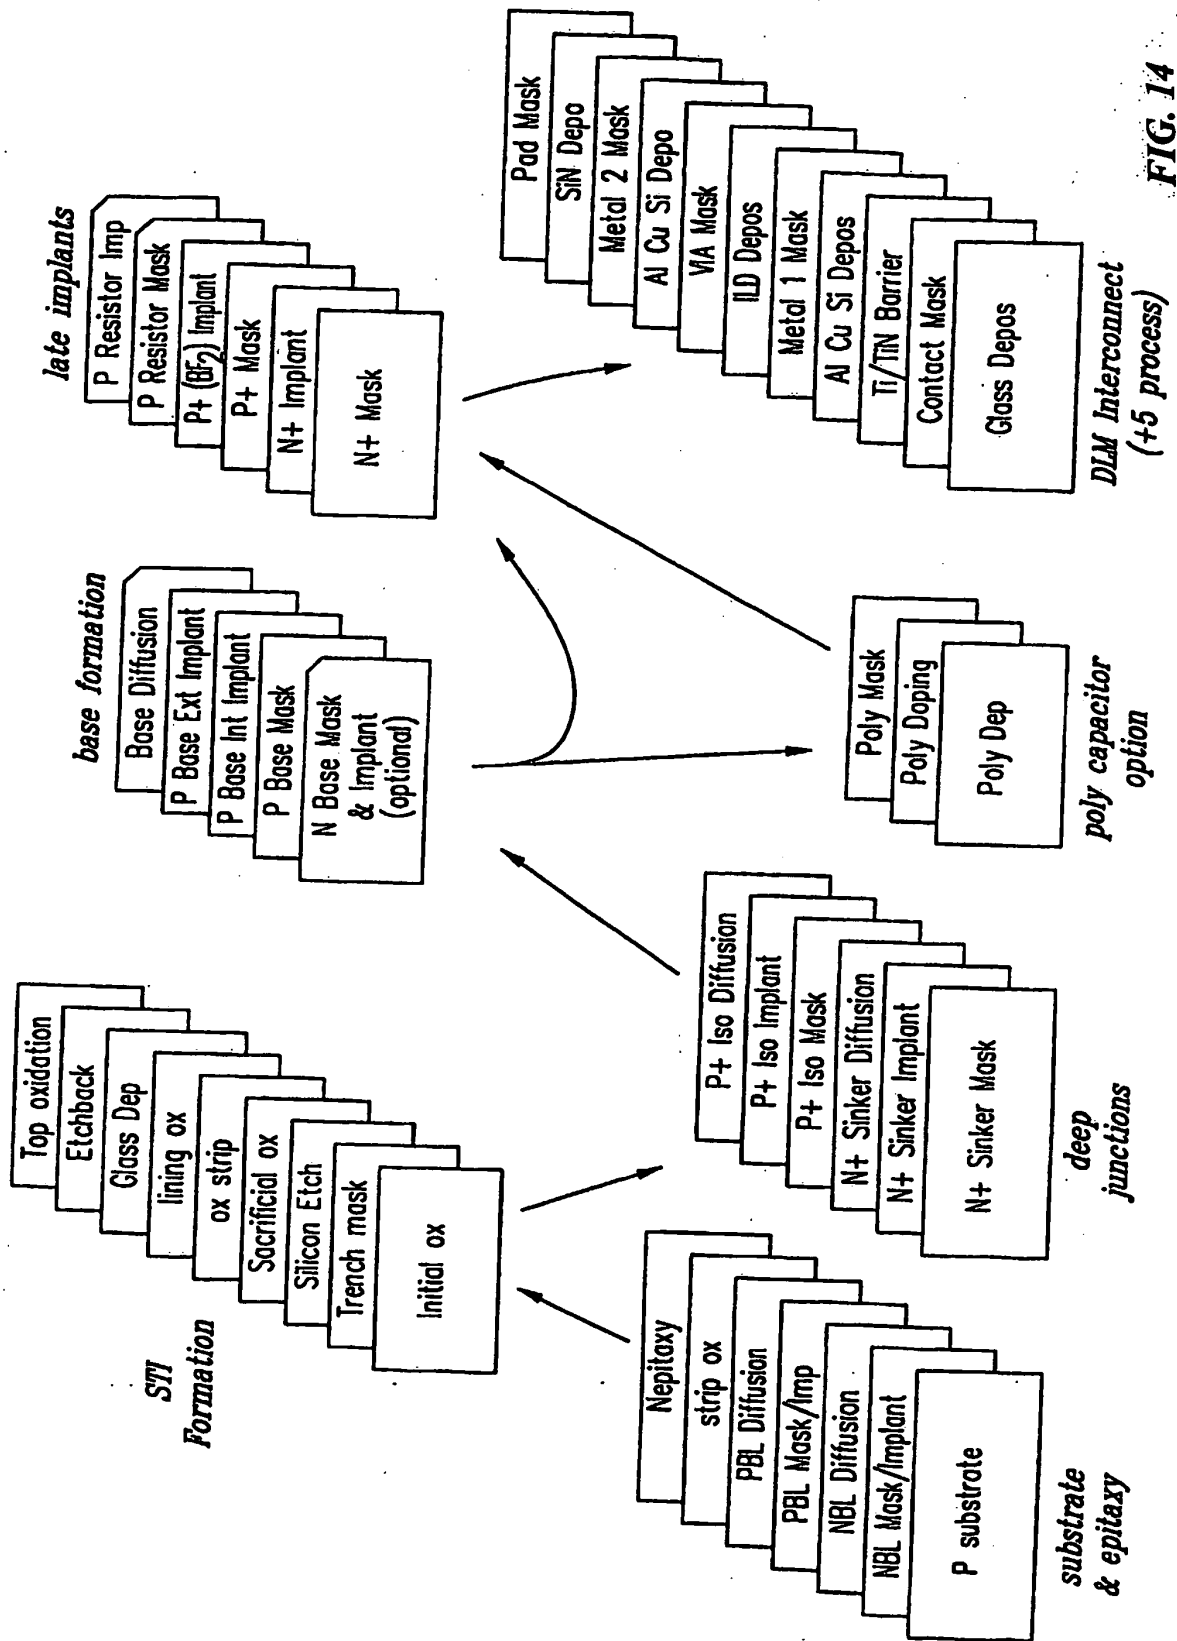 STI
Formation
Top oxidation
Etchback
Glass Dep
lining ox
ox strip
Sacrificial ox
Silicon Etch
Trench mask
Initial ox
base formation
Base Diffusion
P Base Ext Implant
P Base Int Implant
P Base Mask
N Base Mask
& Implant
(optional)
late implants
P Resistor Imp
P Resistor Mask
P+ (BF2) Implant
P+ Mask
N+ Implant
N+ Mask
Nepitaxy
strip ox
PBL Diffusion
PBL Mask/Imp
NBL Diffusion
NBL Mask/Implant
P substrate
substrate
& epitaxy
P+ Iso Diffusion
P+ Iso Implant
P+ Iso Mask
N+ Sinker Diffusion
N+ Sinker Implant
N+ Sinker Mask
deep
junctions
Poly Mask
Poly Doping
Poly Dep
poly capacitor
option
Pad Mask
SiN Depo
Metal 2 Mask
Al Cu Si Depo
VIA Mask
ILD Depos
Metal 1 Mask
Al Cu Si Depos
Ti/TiN Barrier
Contact Mask
Glass Depos
DLM Interconnect
(+5 process)
FIG. 14